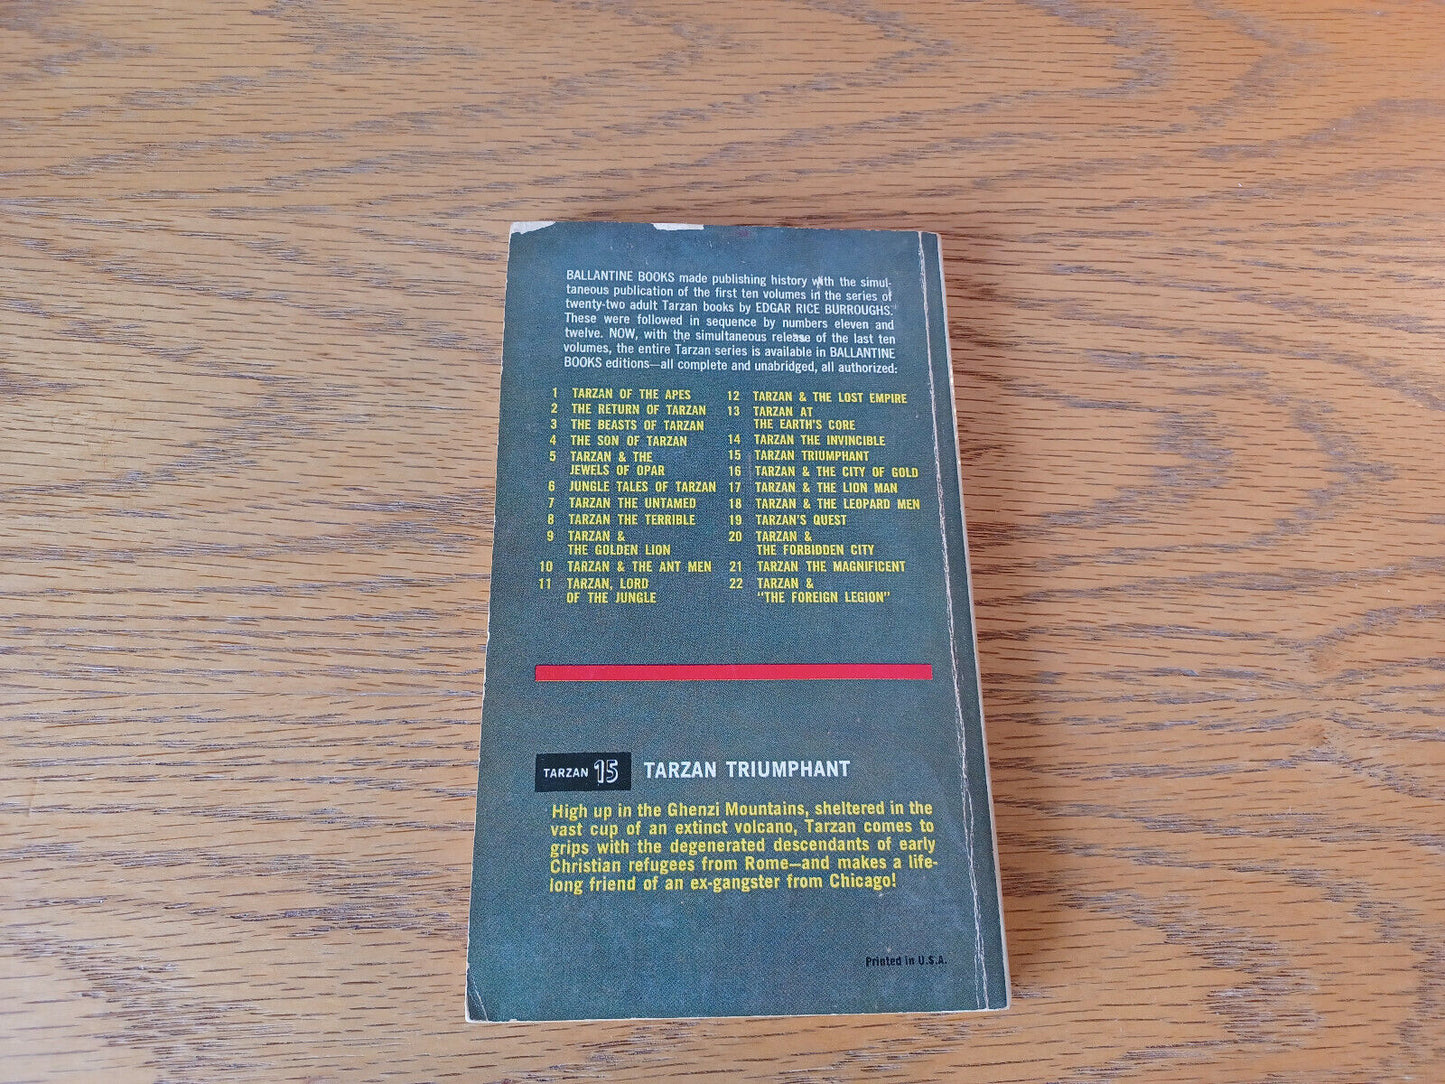 BALLANTINE BOOKS made publishing history with the simul-
taneous publication of the first ten volumes in the series of
twenty-two adult Tarzan books by EDGAR RICE BURROUGHS.
These were followed in sequence by numbers eleven and
twelve. NOW, with the simultaneous release of the last ten
volumes, the entire Tarzan series is available in BALLANTINE
BOOKS editions—all complete and unabridged, all authorized:
1 TARZAN OF THE APES
2 THE RETURN OF TARZAN
3 THE BEASTS OF TARZAN
4 THE SON OF TARZAN
5 TARZAN & THE
JEWELS OF OPAR
6 JUNGLE TALES OF TARZAN
7 TARZAN THE UNTAMED
8 TARZAN THE TERRIBLE
9 TARZAN &
THE GOLDEN LION
10 TARZAN & THE ANT MEN
11 TARZAN, LORD
OF THE JUNGLE
12 TARZAN & THE LOST EMPIRE
13 TARZAN AT
THE EARTH'S CORE
14 TARZAN THE INVINCIBLE
15 TARZAN TRIUMPHANT
16 TARZAN & THE CITY OF GOLD
17 TARZAN & THE LION MAN
18 TARZAN & THE LEOPARD MEN
19 TARZAN'S QUEST
20 TARZAN &
THE FORBIDDEN CITY
21 TARZAN THE MAGNIFICENT
22 TARZAN &
"THE FOREIGN LEGION"
TARZAN 15 TARZAN TRIUMPHANT
High up in the Ghenzi Mountains, sheltered in the
vast cup of an extinct volcano, Tarzan comes to
grips with the degenerated descendants of early
Christian refugees from Rome—and makes a life-
long friend of an ex-gangster from Chicago!
Printed in U.S.A.